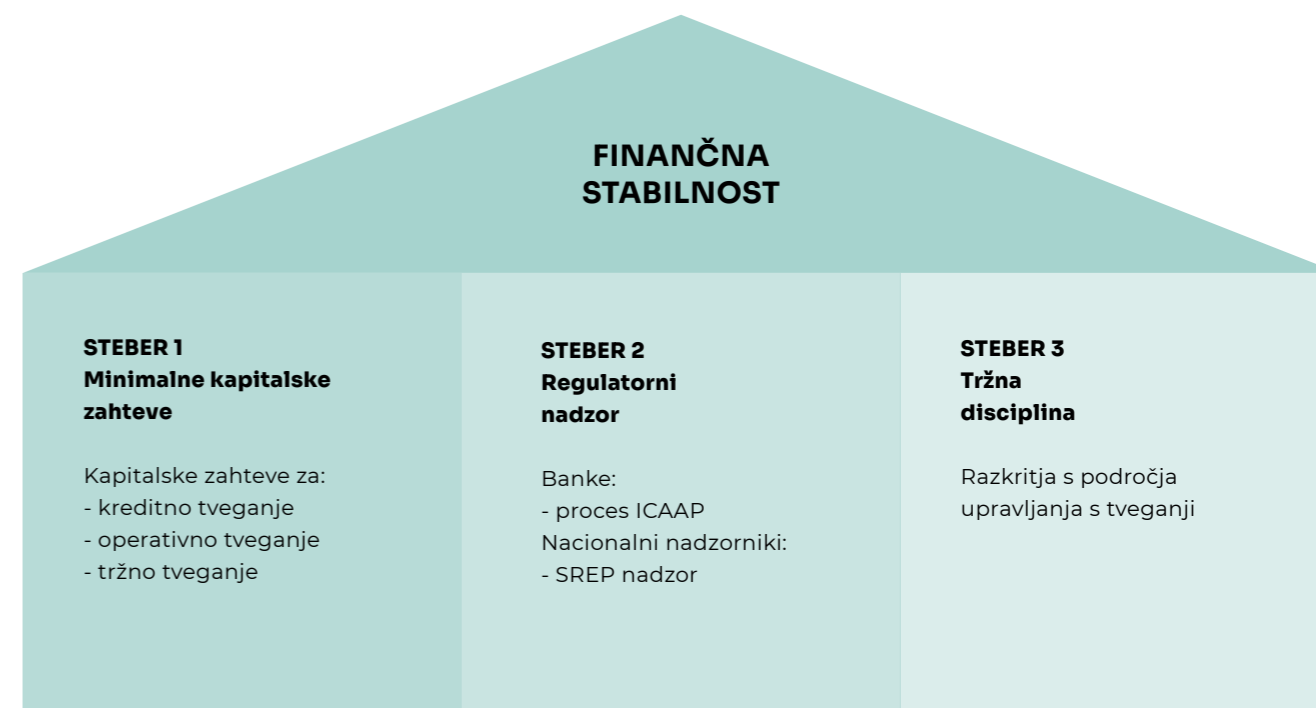 FINANČNA
STABILNOST
STEBER 1
Minimalne kapitalske
zahteve
Kapitalske zahteve za:
- kreditno tveganje
- operativno tveganje
- tržno tveganje
STEBER 2
Regulatorni
nadzor
Banke:
- proces ICAAP
Nacionalni nadzorniki:
- SREP nadzor
STEBER 3
Tržna
disciplina
Razkritja s področja
upravljanja s tveganji